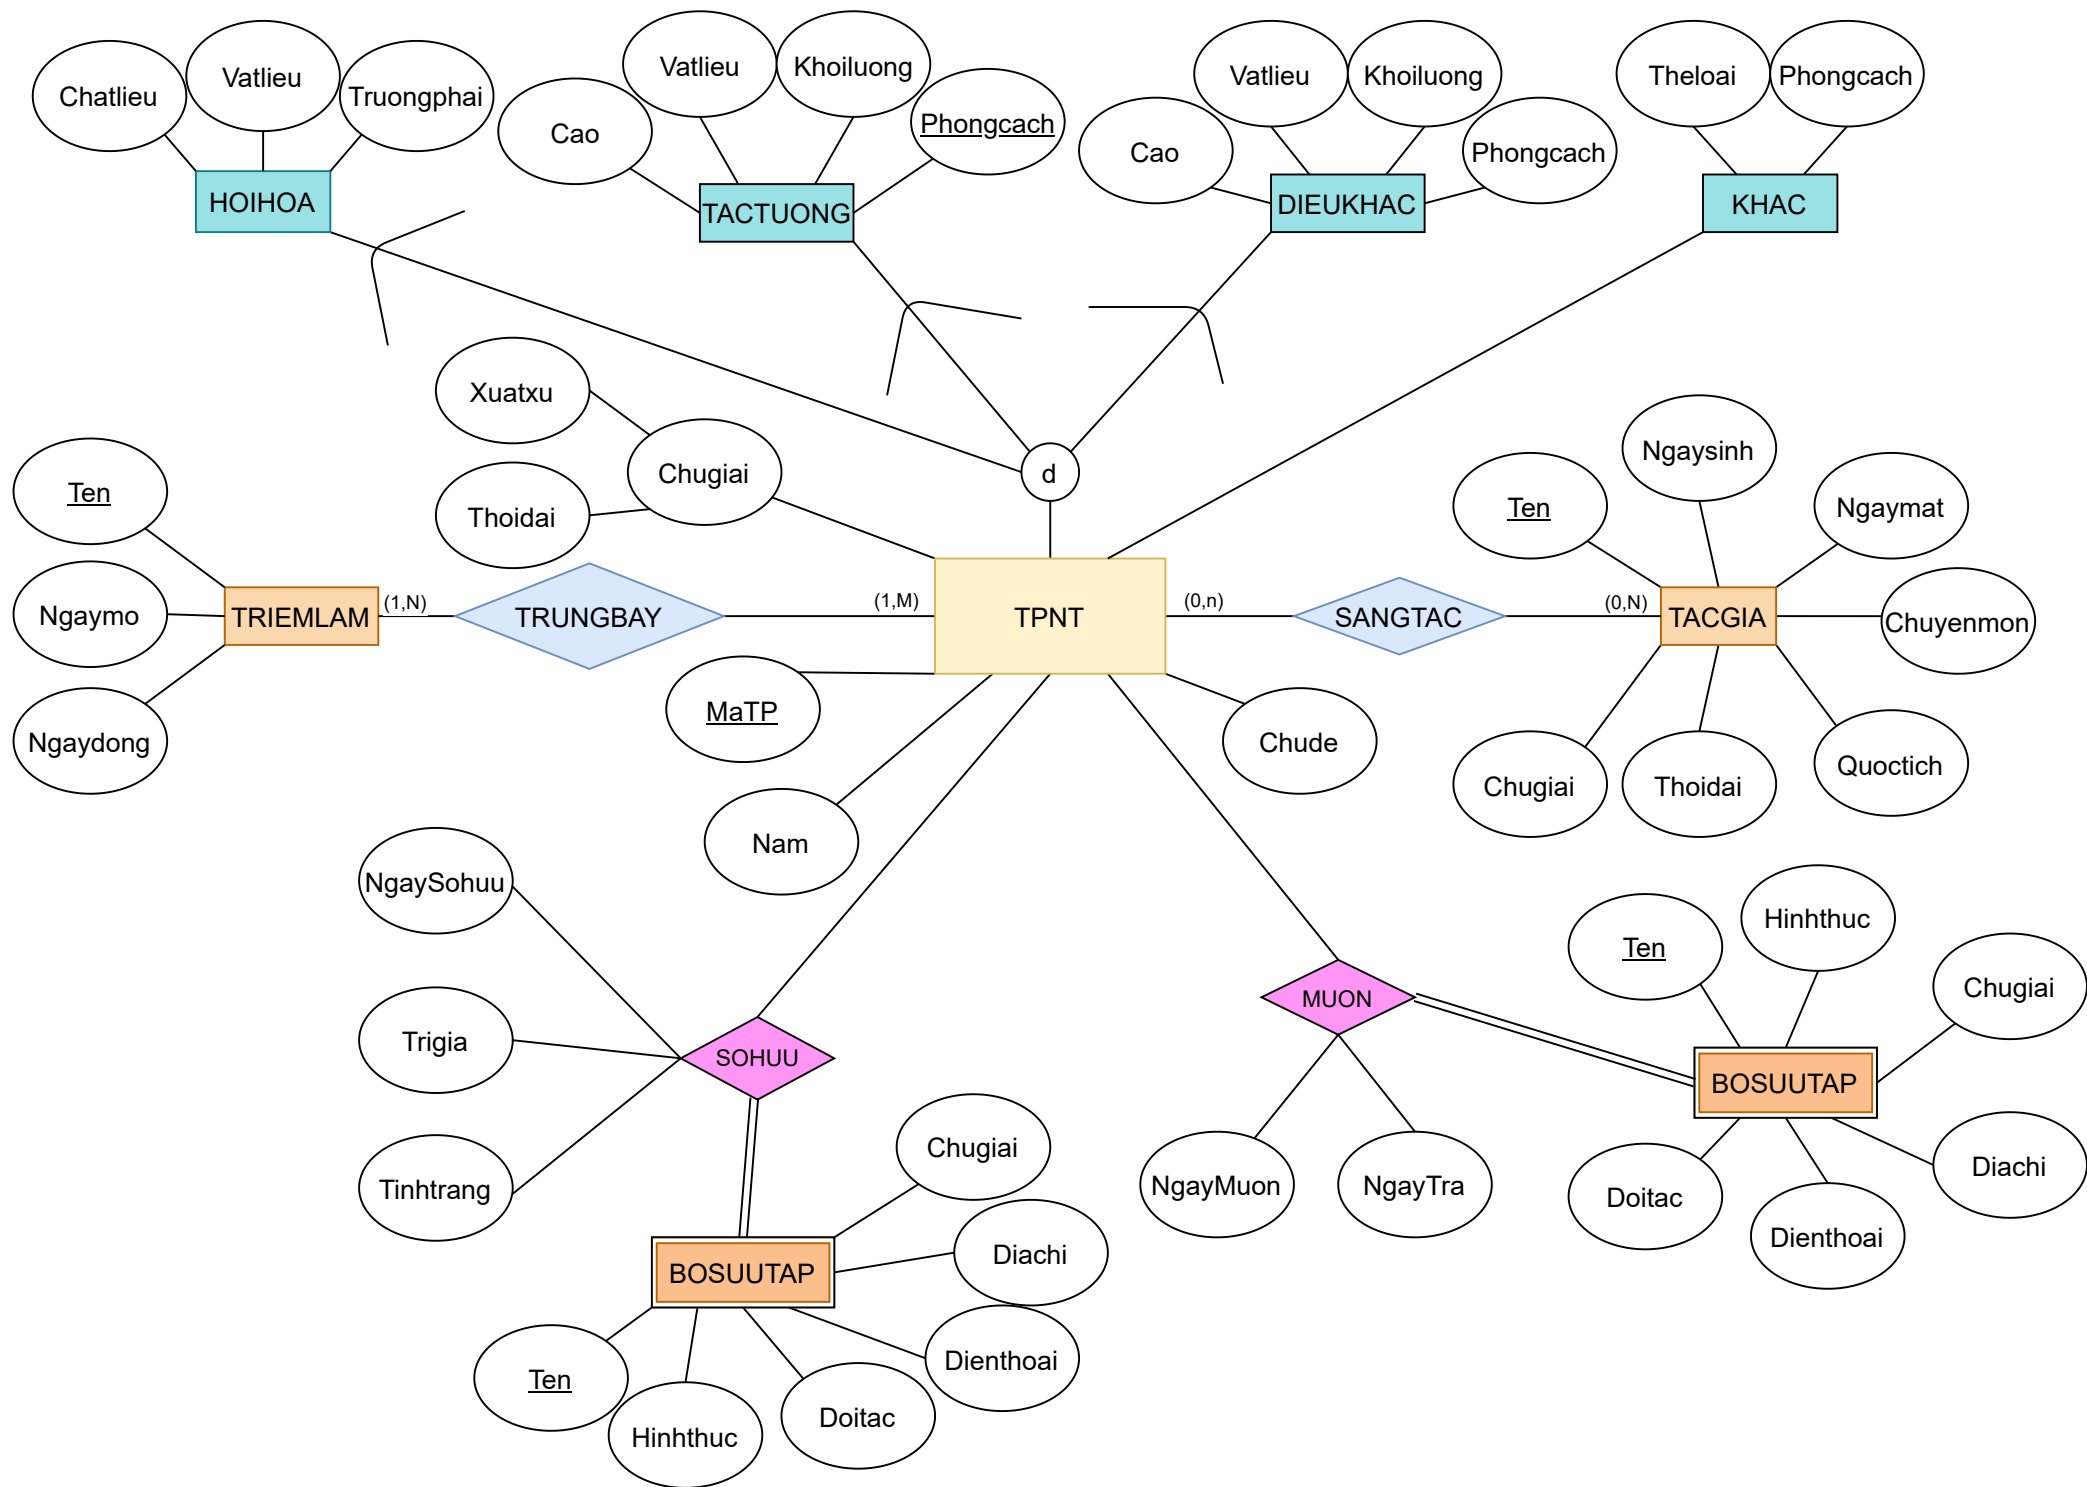 Chatlieu
Vatlieu
Truongphai
HOIHOA
Cao
Vatlieu
Khoiluong
Phongcach
TACTUONG
Cao
Vatlieu
Khoiluong
Phongcach
DIEUKHAC
Theloai
Phongcach
KHAC
Xuatxu
Thoidai
Chugiai
d
Ten
Ngaymo
Ngaydong
TRIEMLAM
(1,N)
TRUNGBAY
(1,M)
TPNT
(0,n)
SANGTAC
(0,N)
TACGIA
Ten
Ngaysinh
Ngaymat
Chuyenmon
Quoctich
Thoidai
Chugiai
MaTP
Nam
Chude
NgaySohuu
Trigia
Tinhtrang
SOHUU
MUON
NgayMuon
NgayTra
Ten
Hinhthuc
Chugiai
BOSUUTAP
Diachi
Dienthoai
Doitac
Chugiai
Diachi
BOSUUTAP
Dienthoai
Ten
Hinhthuc
Doitac